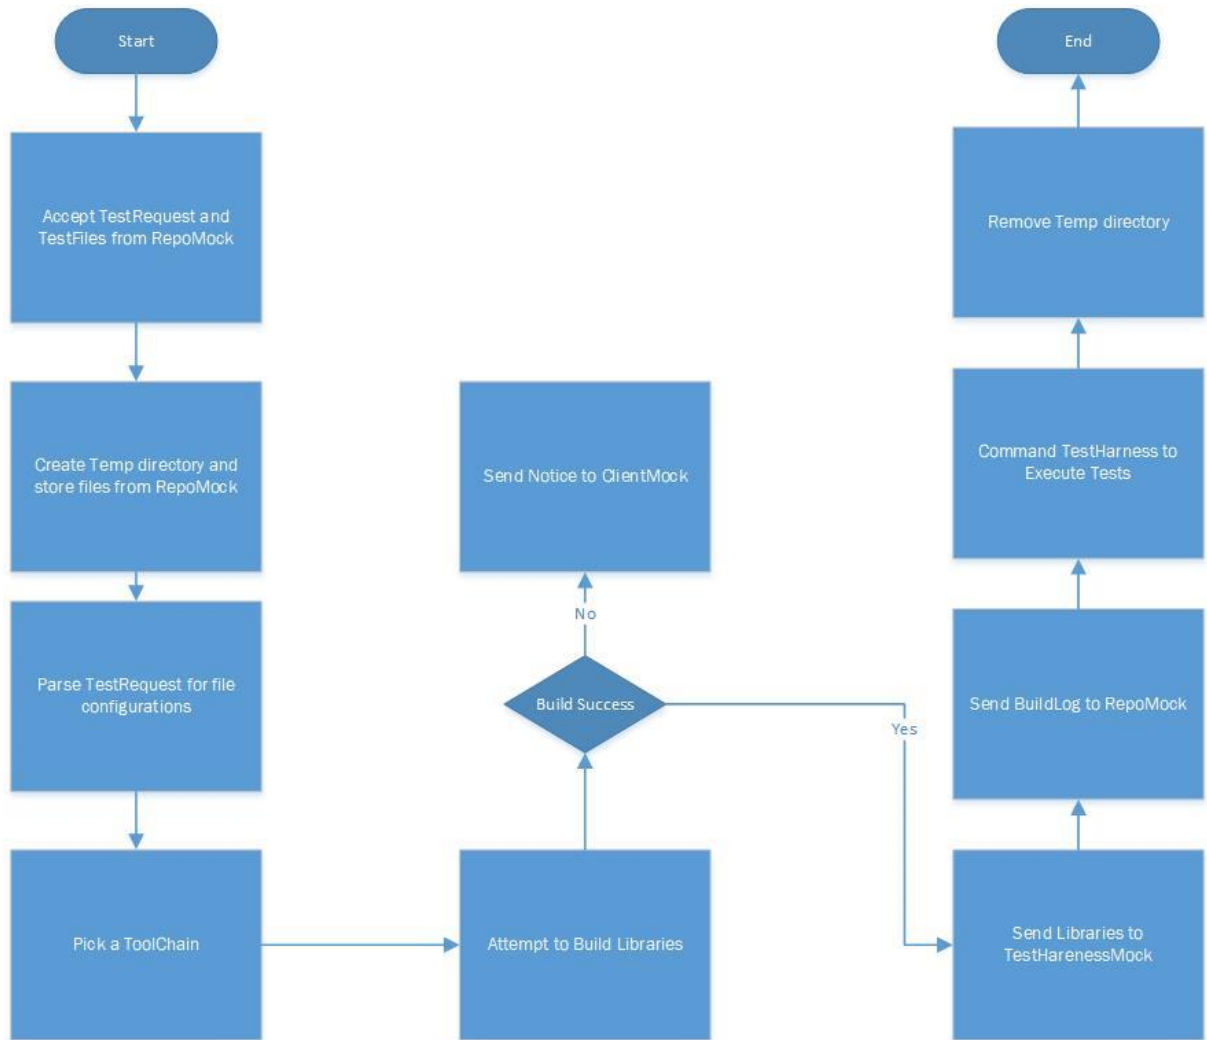 Start
Accept TestRequest and
TestFiles from RepoMock
Create Temp directory and
store files from RepoMock
Parse TestRequest for file
configurations
Pick a ToolChain
Attempt to Build Libraries
Build Success
No
Send Notice to ClientMock
Yes
Send Libraries to
TestHarenessMock
Send BuildLog to RepoMock
Command TestHarness to
Execute Tests
Remove Temp directory
End